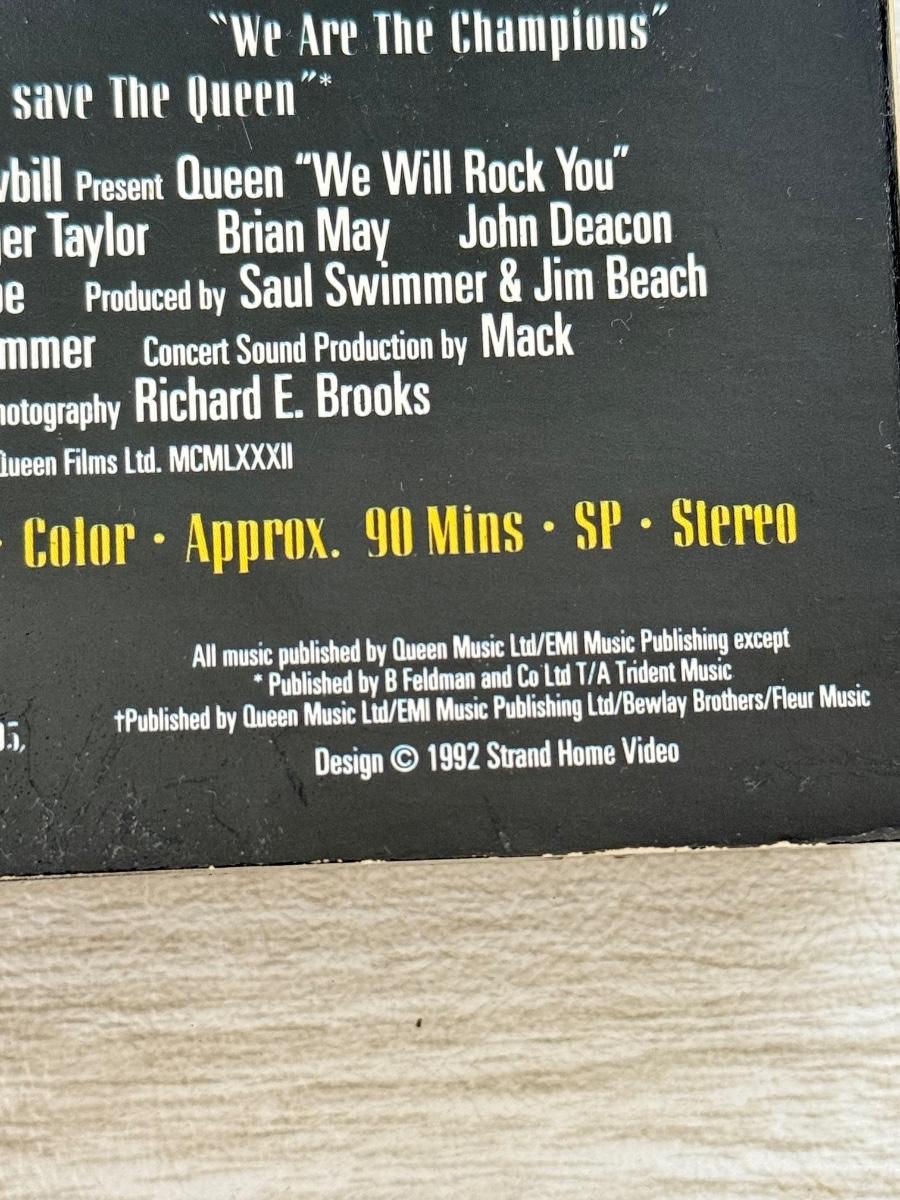 "We Are The Champions"
save The Queen"*
Present Queen "We Will Rock You"
Taylor Brian May John Deacon
Produced by Saul Swimmer & Jim Beach
Concert Sound Production by Mack
Richard E. Brooks
Queen Films Ltd. MCMLXXXII
· Color · Approx. 90 Mins · SP · Stereo
All music published by Queen Music Ltd/EMI Music Publishing except
* Published by B Feldman and Co Ltd T/A Trident Music
†Published by Queen Music Ltd/EMI Music Publishing Ltd/Bewlay Brothers/Fleur Music
Design © 1992 Strand Home Video